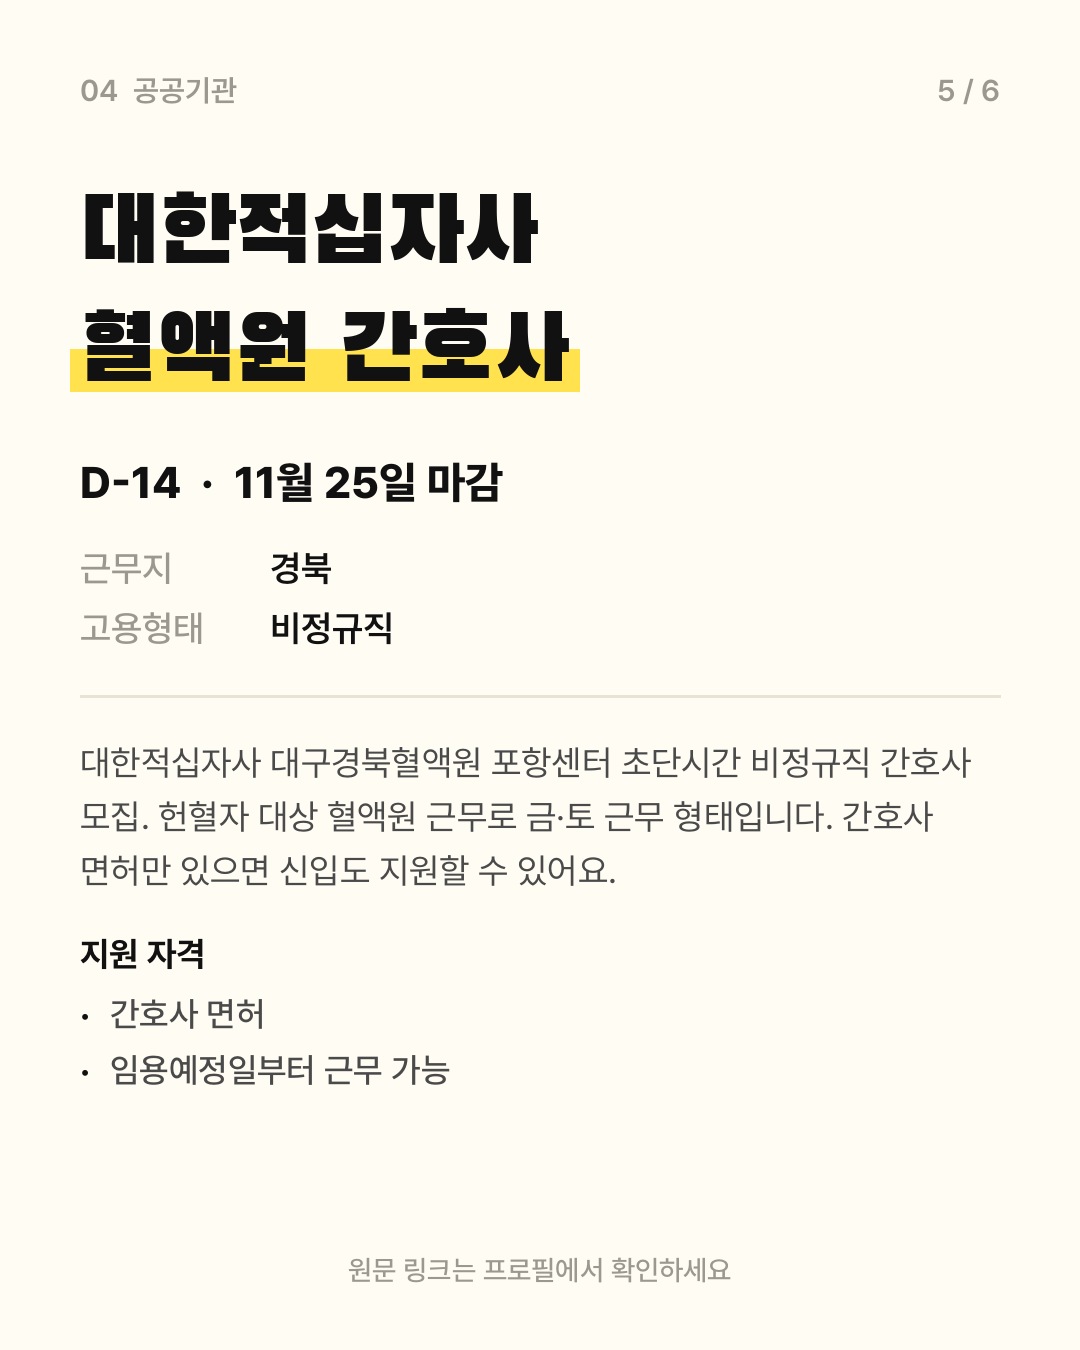 04 공공기관
5 / 6
대한적십자사
혈액원 간호사
D-14 · 11월 25일 마감
근무지 경북
고용형태 비정규직
대한적십자사 대구경북혈액원 포항센터 초단시간 비정규직 간호사
모집. 헌혈자 대상 혈액원 근무로 금·토 근무 형태입니다. 간호사
면허만 있으면 신입도 지원할 수 있어요.
지원 자격
• 간호사 면허
• 임용예정일부터 근무 가능
원문 링크는 프로필에서 확인하세요